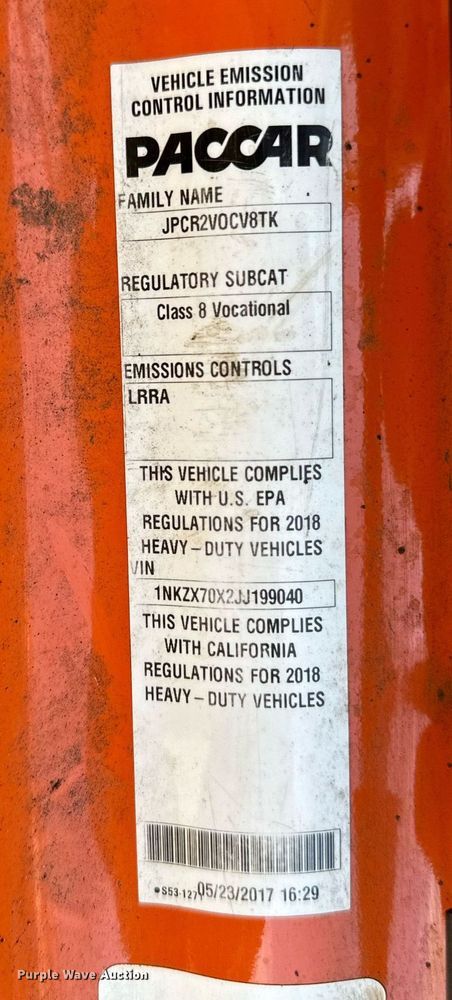 VEHICLE EMISSION
CONTROL INFORMATION
PACCAR
FAMILY NAME
JPCR2VOCV8TK
REGULATORY SUBCAT
Class 8 Vocational
EMISSIONS CONTROLS
LRRA
THIS VEHICLE COMPLIES
WITH U.S. EPA
REGULATIONS FOR 2018
HEAVY – DUTY VEHICLES
VIN
1NKZX70X2JJ199040
THIS VEHICLE COMPLIES
WITH CALIFORNIA
REGULATIONS FOR 2018
HEAVY – DUTY VEHICLES
S53-127 05/23/2017 16:29
Purple Wave Auction